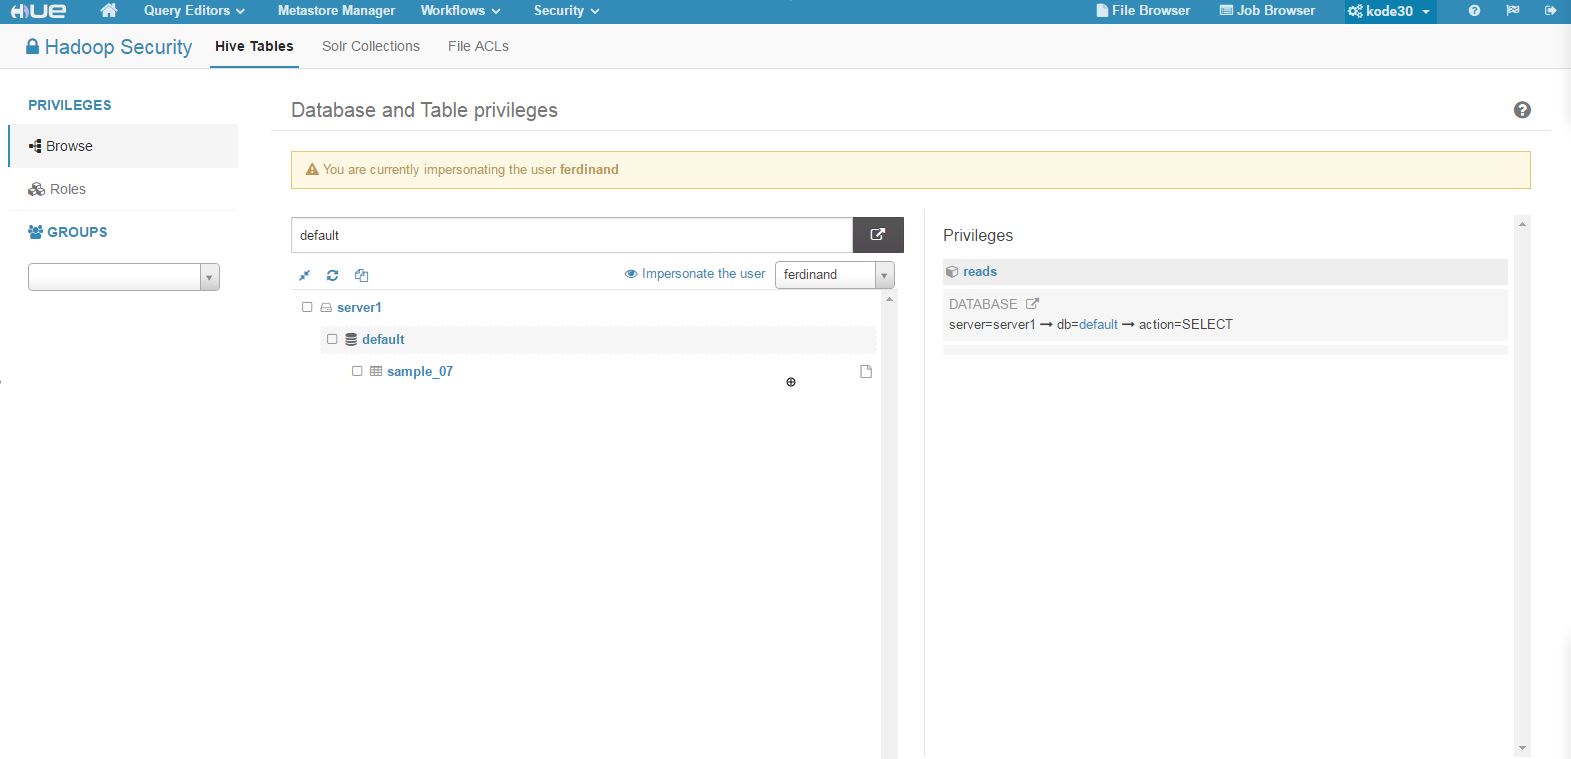 HUE Query Editors Metastore Manager Workflows Security File Browser Job Browser kode30
Hadoop Security Hive Tables Solr Collections File ACLs
PRIVILEGES
Browse
Roles
GROUPS
Database and Table privileges
You are currently impersonating the user ferdinand
default
Impersonate the user ferdinand
server1
default
sample_07
Privileges
reads
DATABASE
server=server1 → db=default → action=SELECT